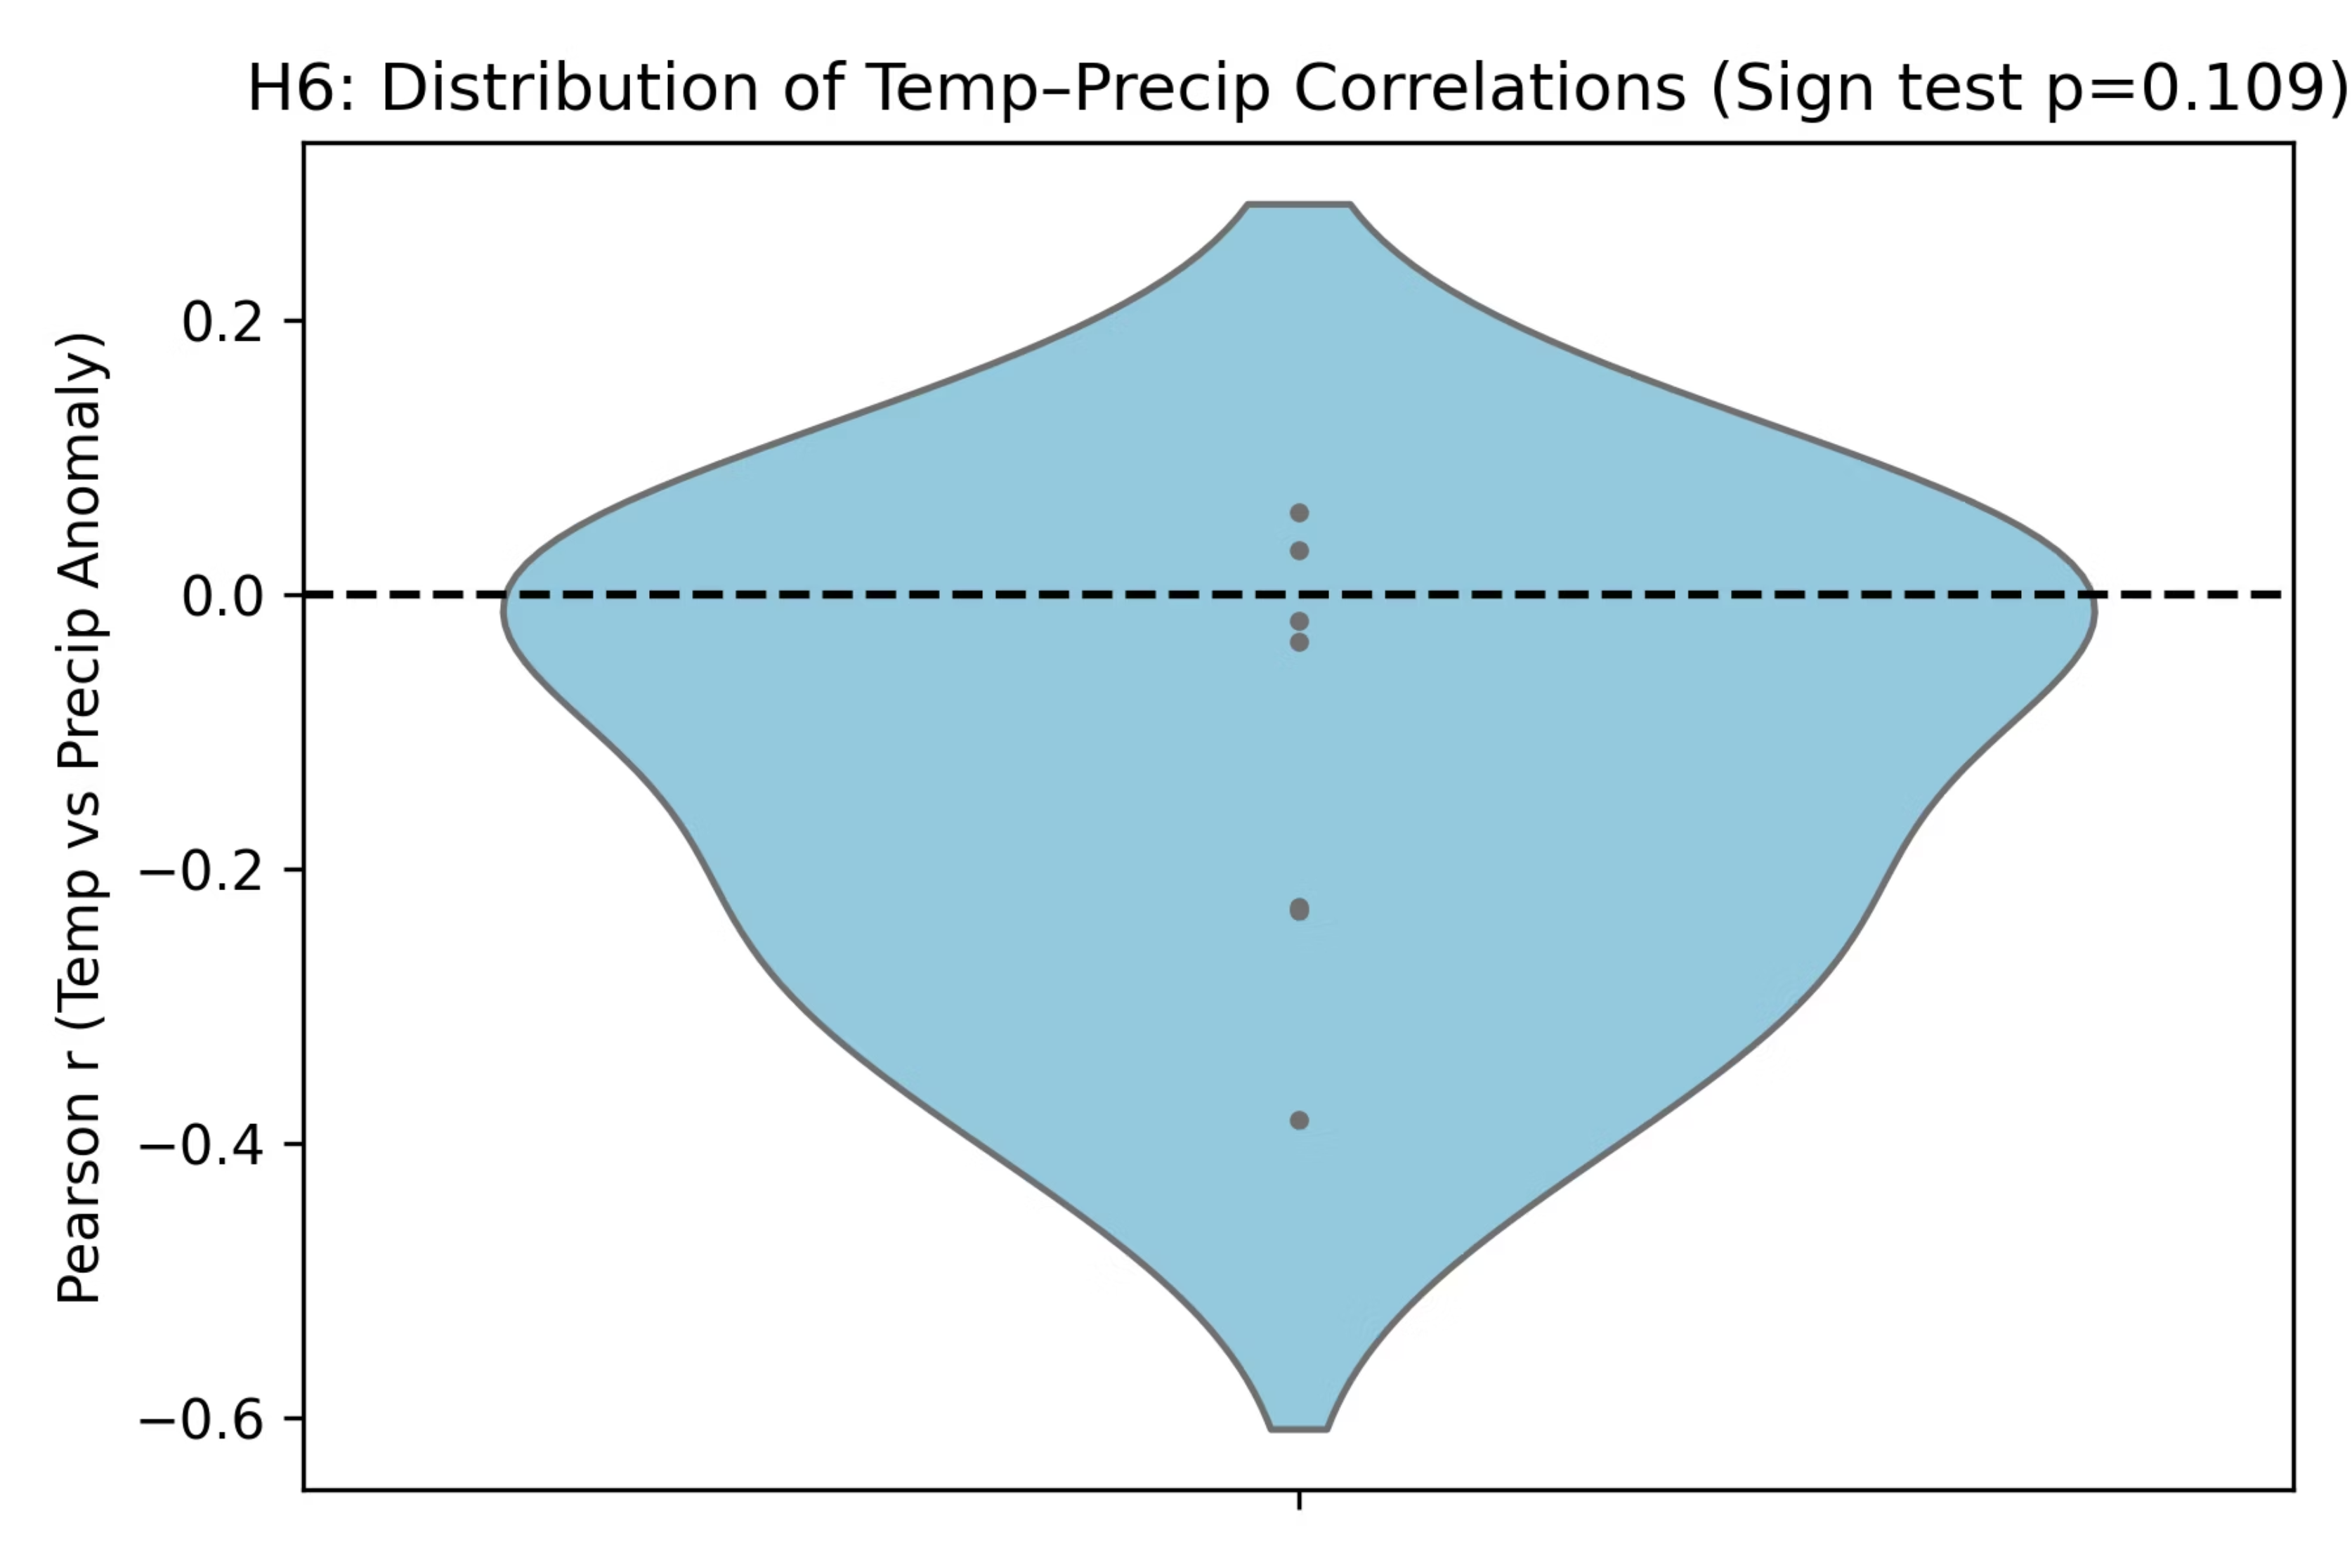 H6: Distribution of Temp–Precip Correlations (Sign test p=0.109)
Pearson r (Temp vs Precip Anomaly)
0.2
0.0
−0.2
−0.4
−0.6